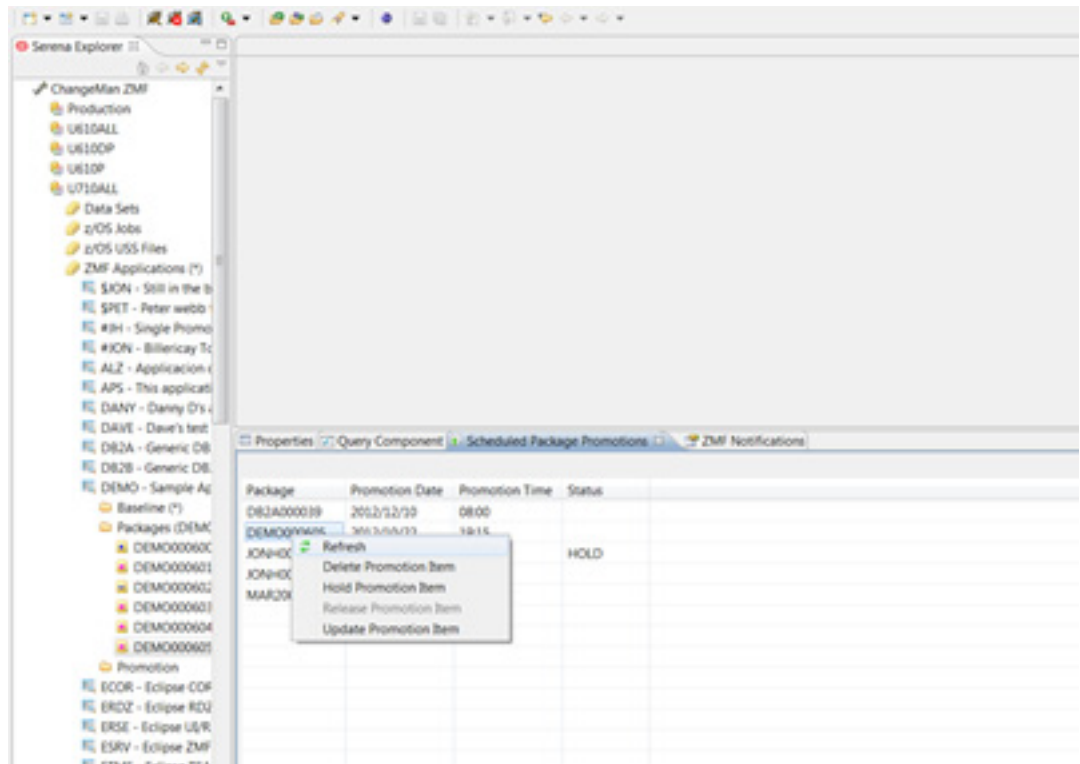 Serena Explorer
ChangeMan ZMF
Production
U610ALL
U610DP
U610P
U710ALL
Data Sets
z/OS Jobs
z/OS USS Files
ZMF Applications (*)
$JON - Still in the b
$PET - Peter webb
#JH - Single Promo
#JON - Billericay To
ALZ - Applicacion
APS - This applicati
DANY - Danny D's
DAVE - Dave's test
DB2A - Generic DB
DB2B - Generic DB
DEMO - Sample Ap
Baseline (*)
Packages (DEMO
DEMO000600
DEMO000601
DEMO000602
DEMO000603
DEMO000604
DEMO000605
Promotion
ECOR - Eclipse COR
ERDZ - Eclipse RDZ
ERSE - Eclipse UI/R
ESRV - Eclipse ZMF
Properties Query Component Scheduled Package Promotions ZMF Notifications
Package Promotion Date Promotion Time Status
DB2A000039 2012/12/10 08:00
DEMO000605 19:15
HOLD
Refresh
Delete Promotion Item
Hold Promotion Item
Release Promotion Item
Update Promotion Item